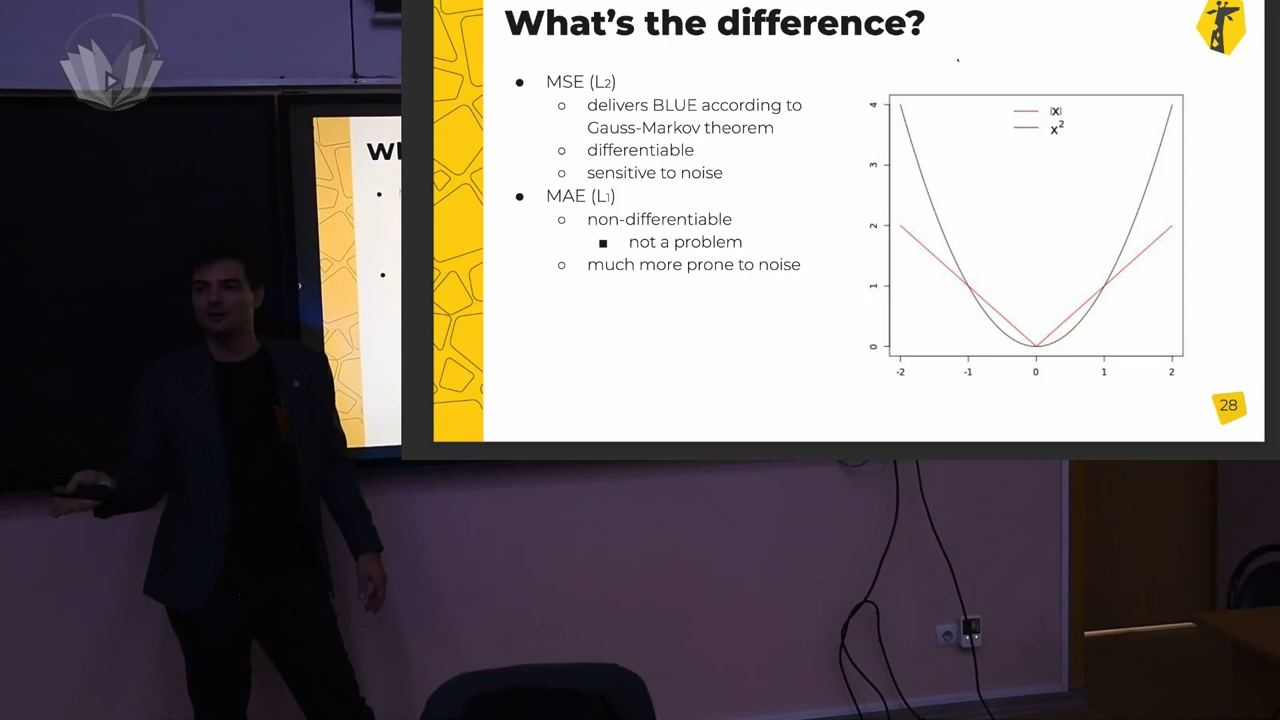 What's the difference?
MSE (L2)
delivers BLUE according to
Gauss-Markov theorem
differentiable
sensitive to noise
MAE (L1)
non-differentiable
not a problem
much more prone to noise
|x|
x²
4
3
2
1
0
-2 -1 0 1 2
28